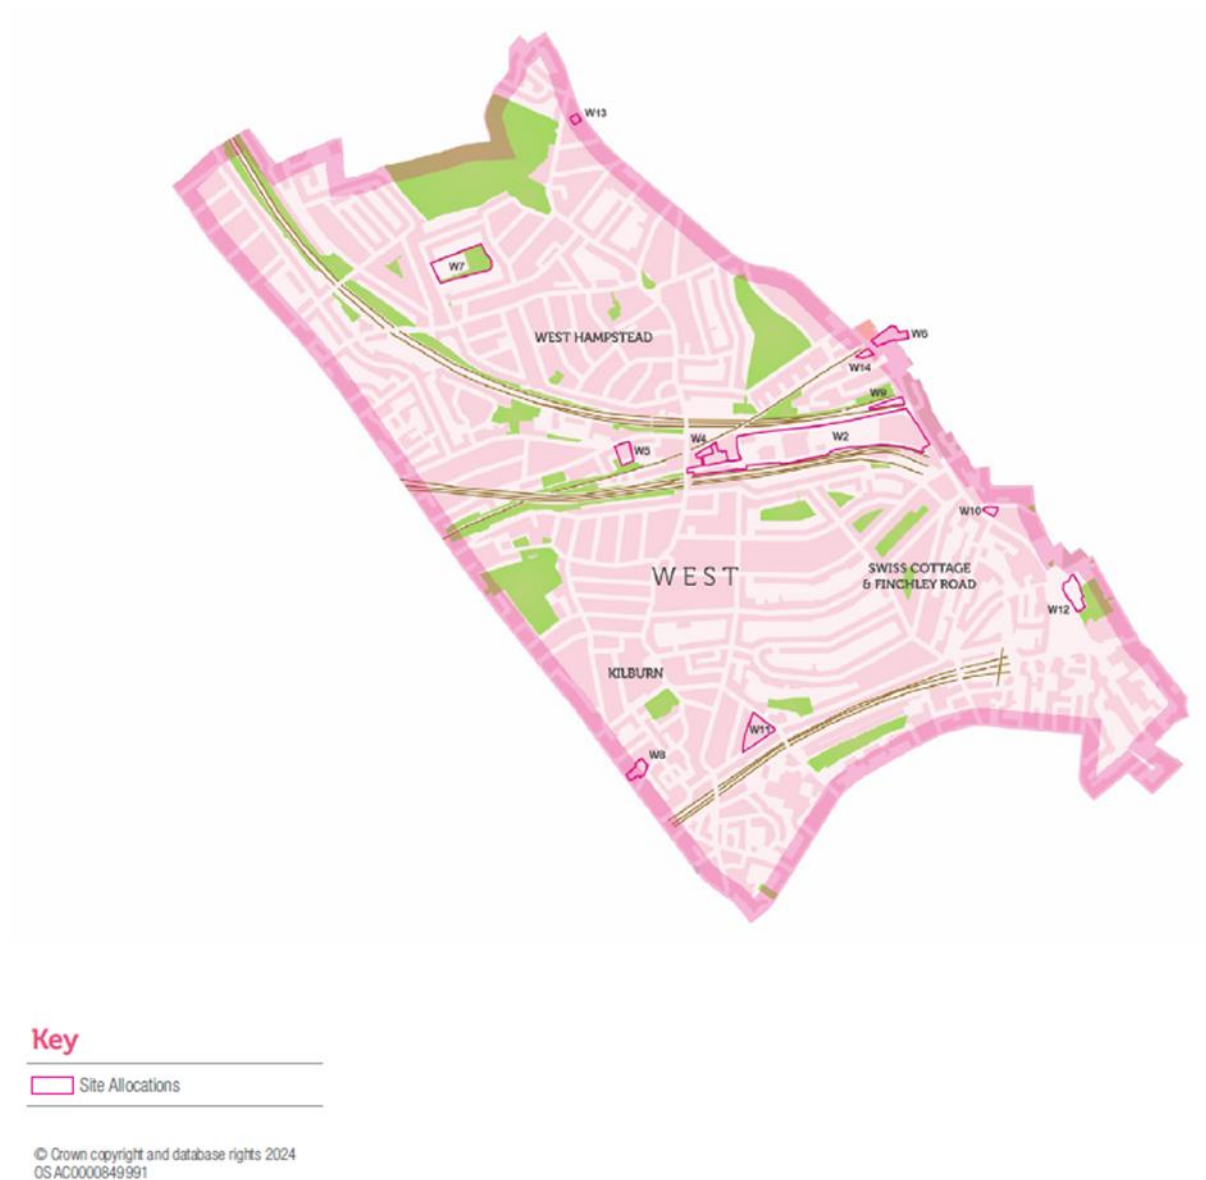 W13
W7
WEST HAMPSTEAD
W6
W14
W9
W4
W2
W5
W10
WEST
SWISS COTTAGE
& FINCHLEY ROAD
W12
KILBURN
W11
W8
Key
Site Allocations
© Crown copyright and database rights 2024
OS AC0000849991